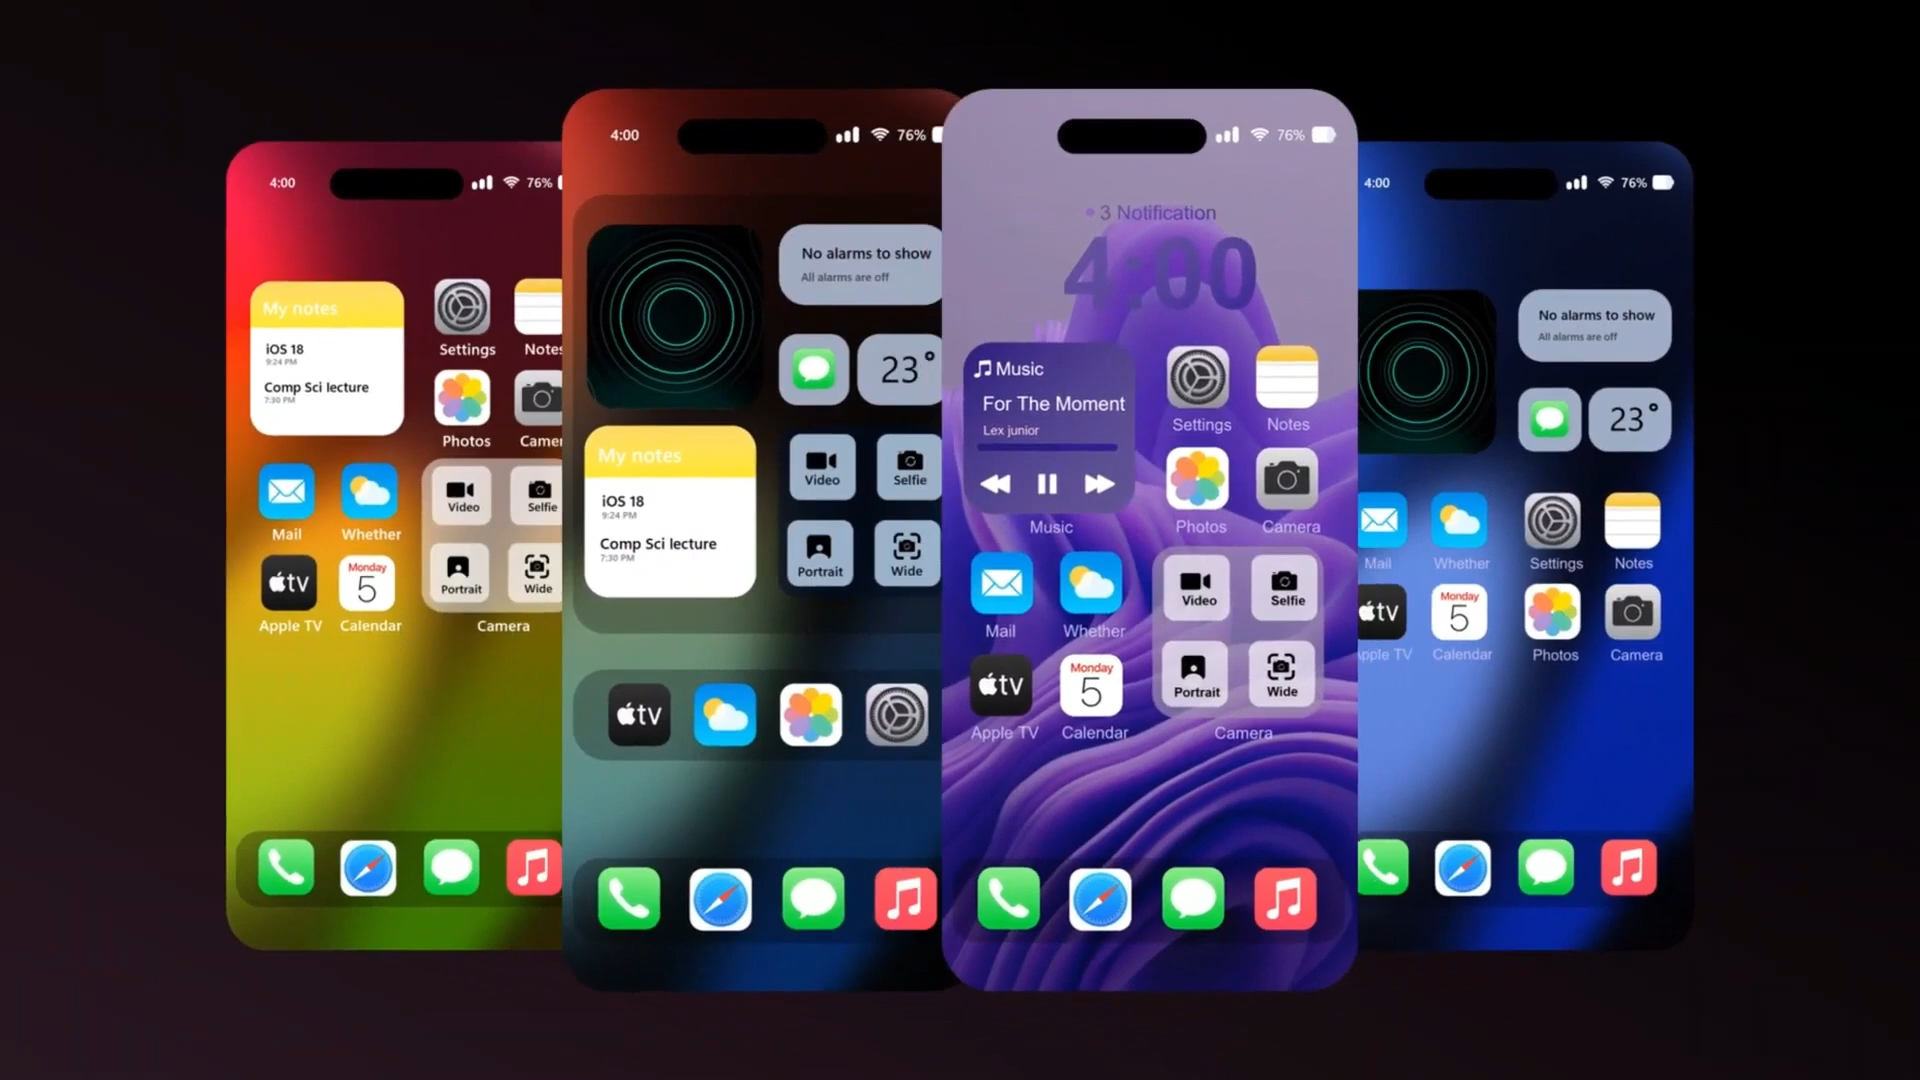 4:00
76%
My notes
iOS 18
9:24 PM
Comp Sci lecture
7:30 PM
Settings
Notes
Photos
Camer
Mail
Whether
Video
Selfie
tv
Monday
5
Portrait
Wide
Apple TV
Calendar
Camera
4:00
76%
No alarms to show
All alarms are off
23°
My notes
iOS 18
9:24 PM
Comp Sci lecture
7:30 PM
Video
Selfie
Portrait
Wide
tv
76%
3 Notification
4:00
Music
For The Moment
Lex junior
Music
Settings
Notes
Photos
Camera
Mail
Whether
Video
Selfie
tv
Monday
5
Portrait
Wide
Apple TV
Calendar
Camera
4:00
76%
No alarms to show
All alarms are off
23°
Mail
Whether
Settings
Notes
tv
Monday
5
pple TV
Calendar
Photos
Camera